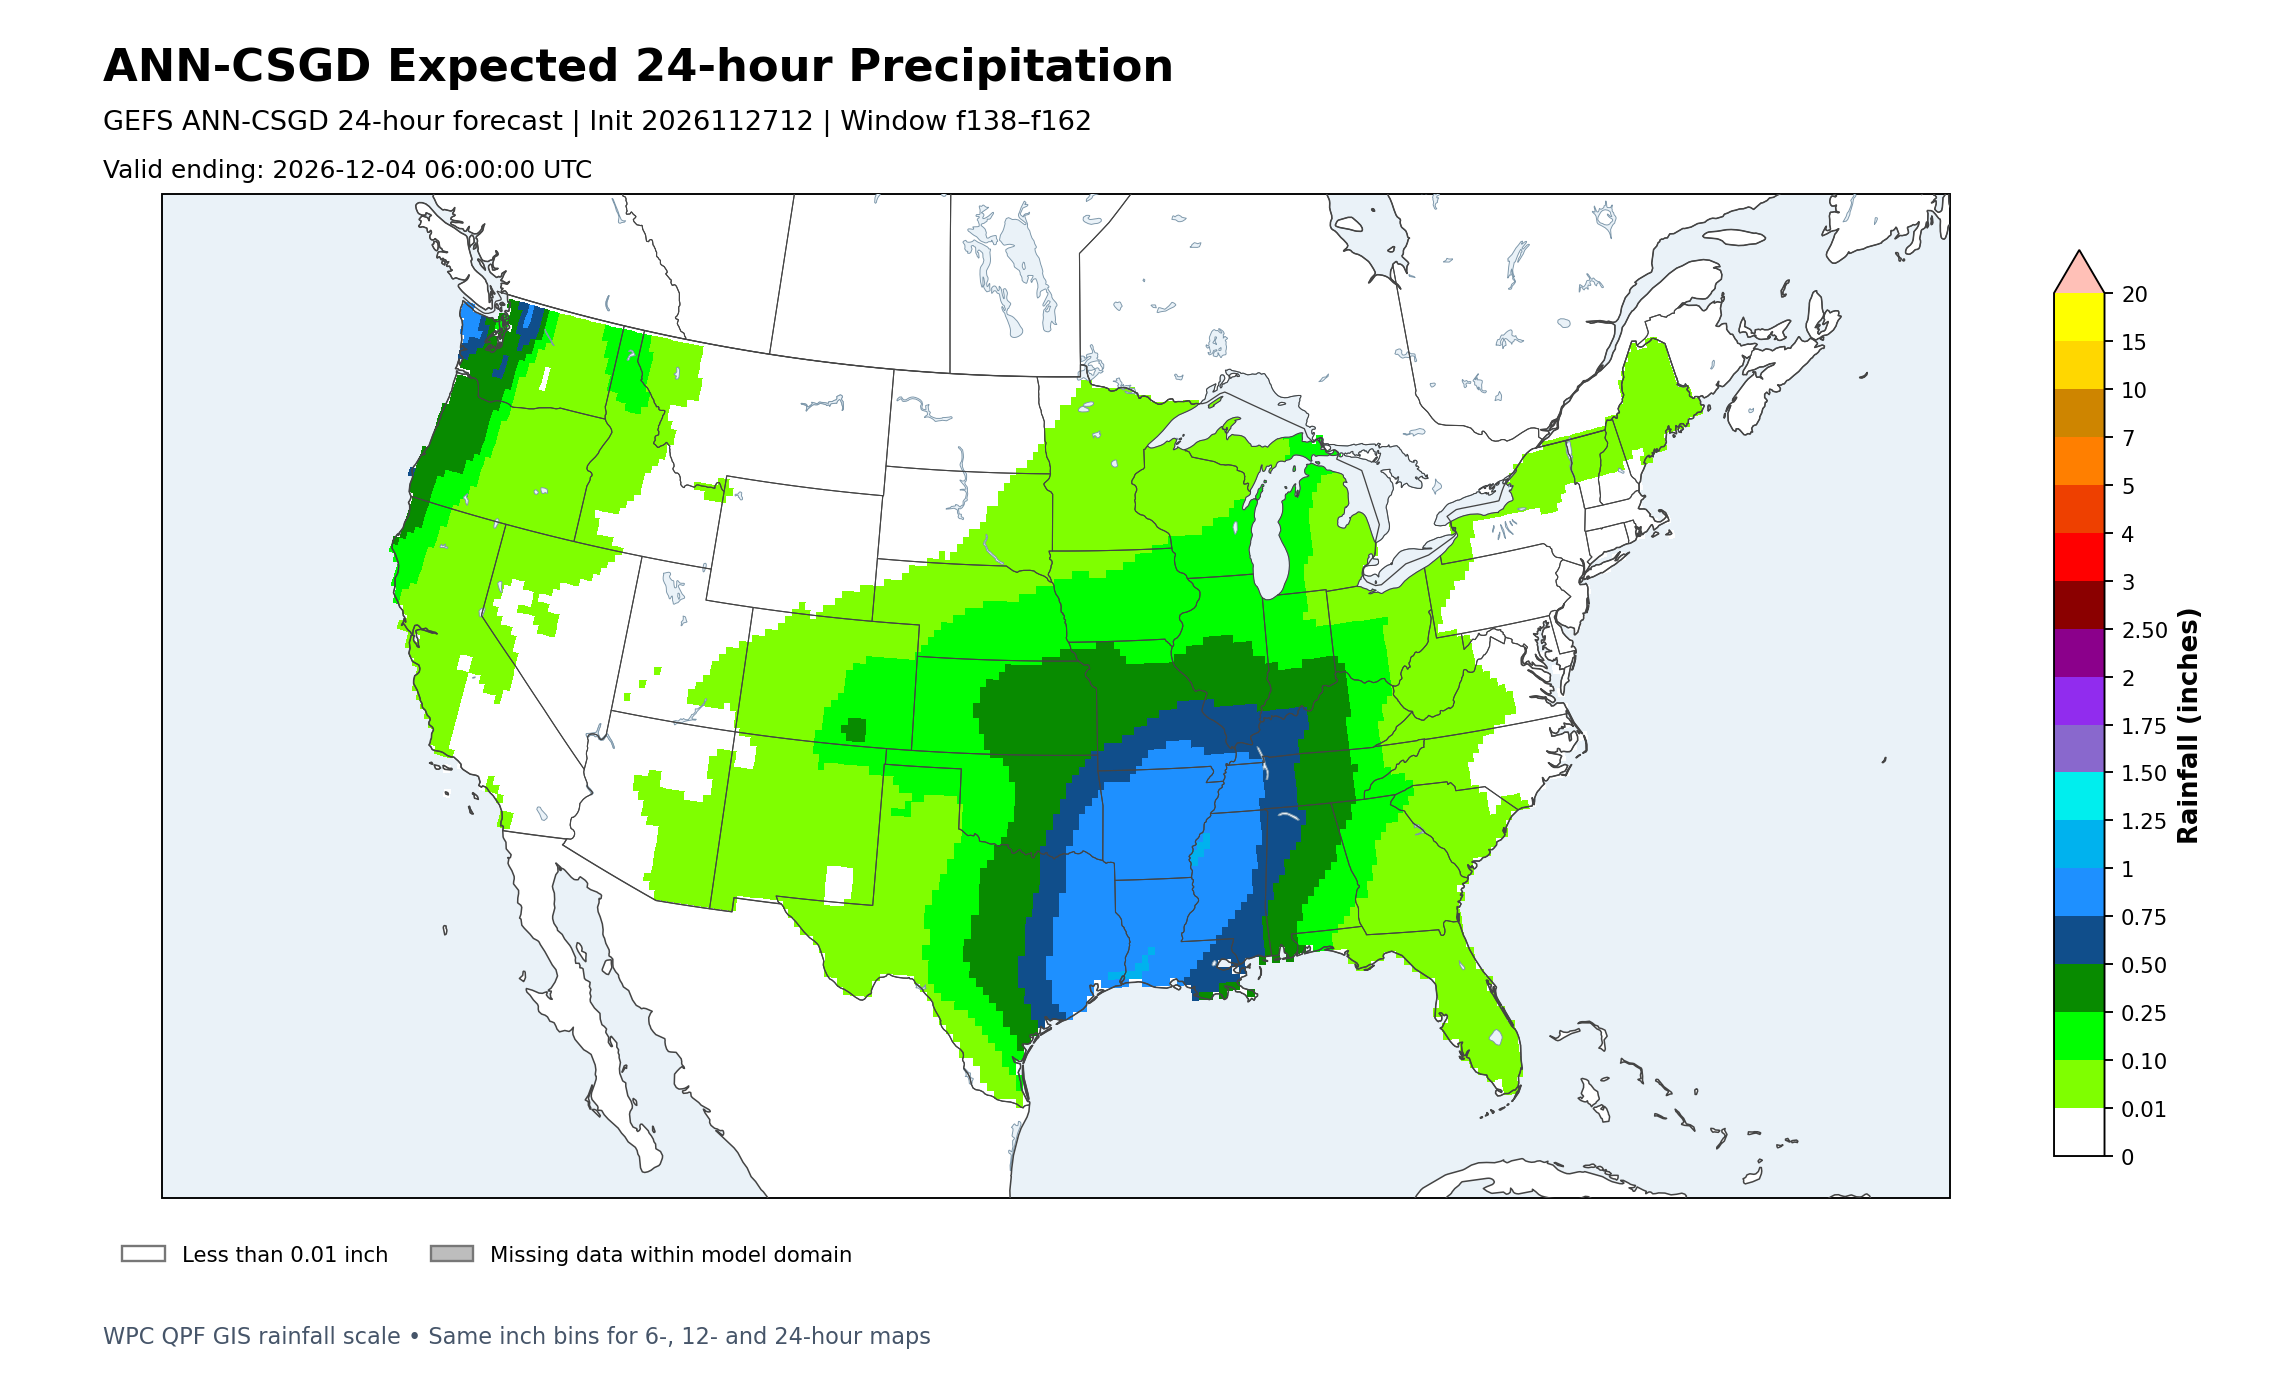 ANN-CSGD Expected 24-hour Precipitation
GEFS ANN-CSGD 24-hour forecast | Init 2026112712 | Window f138–f162
Valid ending: 2026-12-04 06:00:00 UTC
20
15
10
7
5
4
3
2.50
2
1.75
1.50
1.25
1
0.75
0.50
0.25
0.10
0.01
0
Rainfall (inches)
Less than 0.01 inch
Missing data within model domain
WPC QPF GIS rainfall scale • Same inch bins for 6-, 12- and 24-hour maps